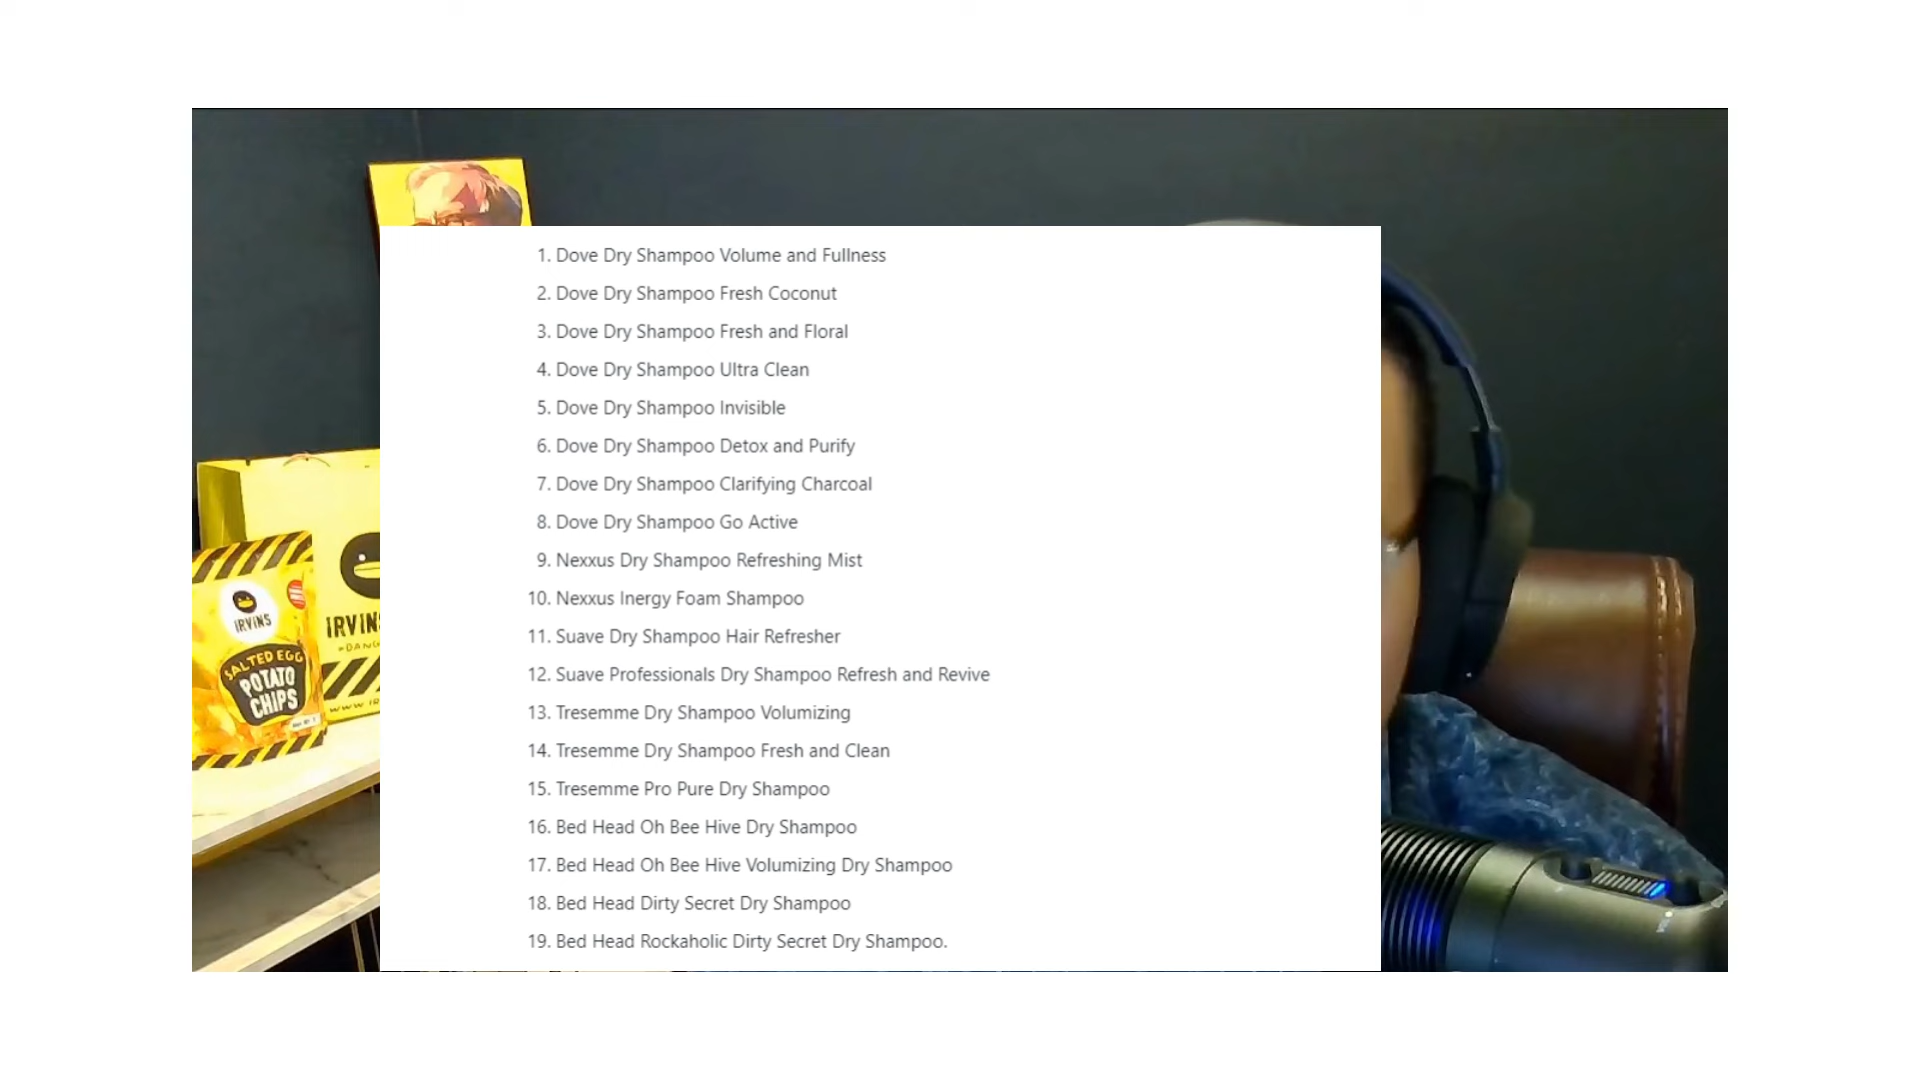 1. Dove Dry Shampoo Volume and Fullness
2. Dove Dry Shampoo Fresh Coconut
3. Dove Dry Shampoo Fresh and Floral
4. Dove Dry Shampoo Ultra Clean
5. Dove Dry Shampoo Invisible
6. Dove Dry Shampoo Detox and Purify
7. Dove Dry Shampoo Clarifying Charcoal
8. Dove Dry Shampoo Go Active
9. Nexxus Dry Shampoo Refreshing Mist
10. Nexxus Inergy Foam Shampoo
11. Suave Dry Shampoo Hair Refresher
12. Suave Professionals Dry Shampoo Refresh and Revive
13. Tresemme Dry Shampoo Volumizing
14. Tresemme Dry Shampoo Fresh and Clean
15. Tresemme Pro Pure Dry Shampoo
16. Bed Head Oh Bee Hive Dry Shampoo
17. Bed Head Oh Bee Hive Volumizing Dry Shampoo
18. Bed Head Dirty Secret Dry Shampoo
19. Bed Head Rockaholic Dirty Secret Dry Shampoo.
IRVINS
SALTED EGG
POTATO
CHIPS
IRVINS